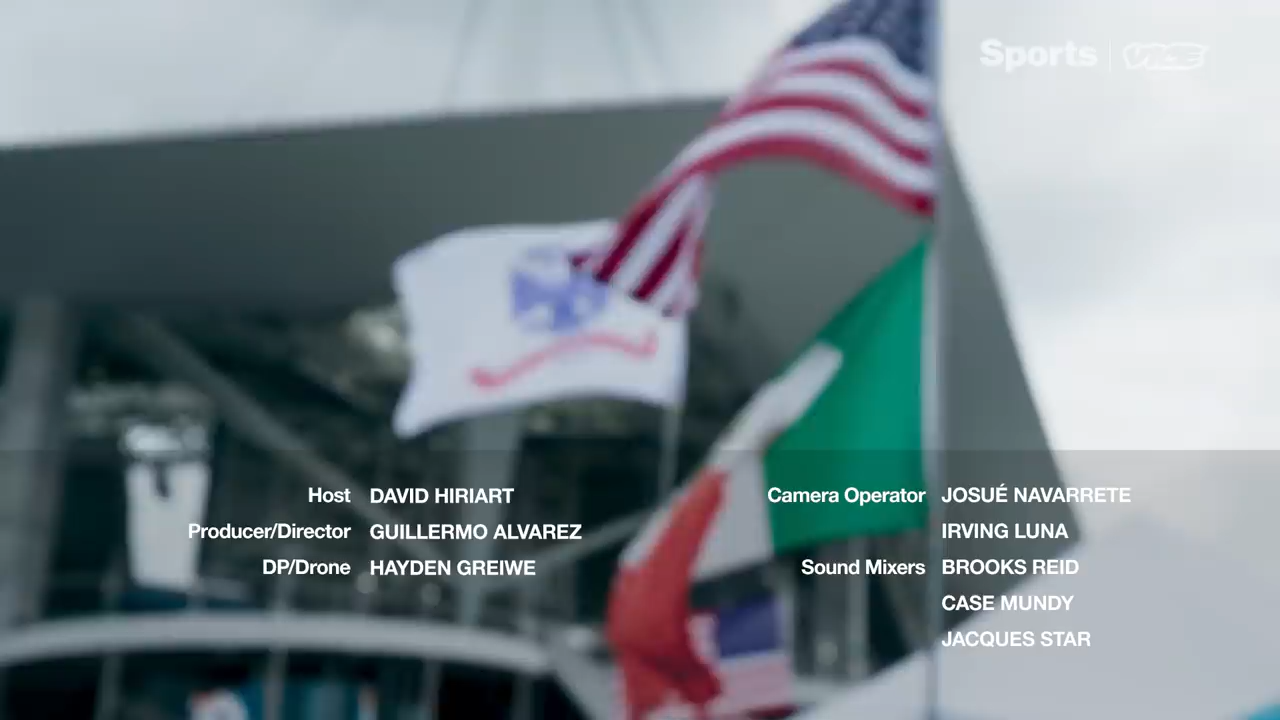 Sports | VICE
Host DAVID HIRIART
Producer/Director GUILLERMO ALVAREZ
DP/Drone HAYDEN GREIWE
Camera Operator JOSUÉ NAVARRETE
IRVING LUNA
Sound Mixers BROOKS REID
CASE MUNDY
JACQUES STAR